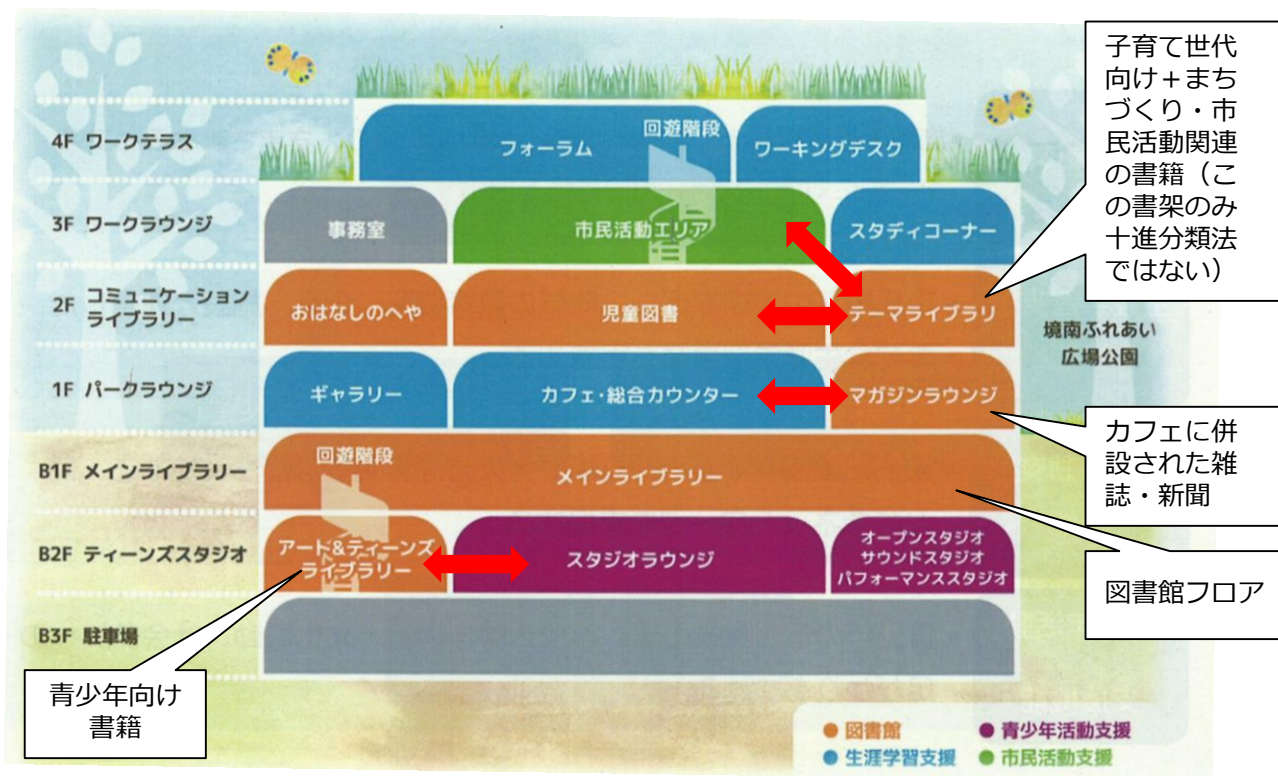 4F ワークテラス
フォーラム
回遊階段
ワーキングデスク
3F ワークラウンジ
事務室
市民活動エリア
スタディコーナー
2F コミュニケーション
ライブラリー
おはなしのへや
児童図書
テーマライブラリ
1F パークラウンジ
ギャラリー
カフェ・総合カウンター
マガジンラウンジ
境南ふれあい
広場公園
B1F メインライブラリー
回遊階段
メインライブラリー
B2F ティーンズスタジオ
アート&ティーンズ
ライブラリー
スタジオラウンジ
オープンスタジオ
サウンドスタジオ
パフォーマンススタジオ
B3F 駐車場
子育て世代
向け+まち
づくり・市
民活動関連
の書籍（こ
の書架のみ
十進分類法
ではない）
カフェに併
設された雑
誌・新聞
図書館フロア
青少年向け
書籍
●図書館
●青少年活動支援
●生涯学習支援
●市民活動支援